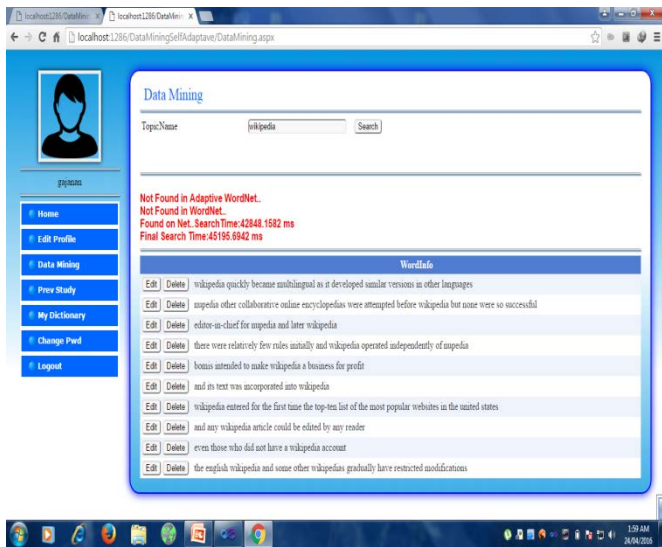 localhost:1286/DataMinin
localhost:1286/DataMinin
localhost:1286/DataMiningSelfAdaptave/DataMining.aspx
Data Mining
TopicName
wikipedia
Search
gajanan
Home
Edit Profile
Data Mining
Prev Study
My Dictionary
Change Pwd
Logout
Not Found in Adaptive WordNet..
Not Found in WordNet..
Found on Net..SearchTime:42848.1582 ms
Final Search Time:45195.6942 ms
WordInfo
Edit Delete wikipedia quickly became multilingual as it developed similar versions in other languages
Edit Delete nupedia other collaborative online encyclopedias were attempted before wikipedia but none were so successful
Edit Delete editor-in-chief for nupedia and later wikipedia
Edit Delete there were relatively few rules initially and wikipedia operated independently of nupedia
Edit Delete bomis intended to make wikipedia a business for profit
Edit Delete and its text was incorporated into wikipedia
Edit Delete wikipedia entered for the first time the top-ten list of the most popular websites in the united states
Edit Delete and any wikipedia article could be edited by any reader
Edit Delete even those who did not have a wikipedia account
Edit Delete the english wikipedia and some other wikipedias gradually have restricted modifications
1:59 AM
24/04/2016